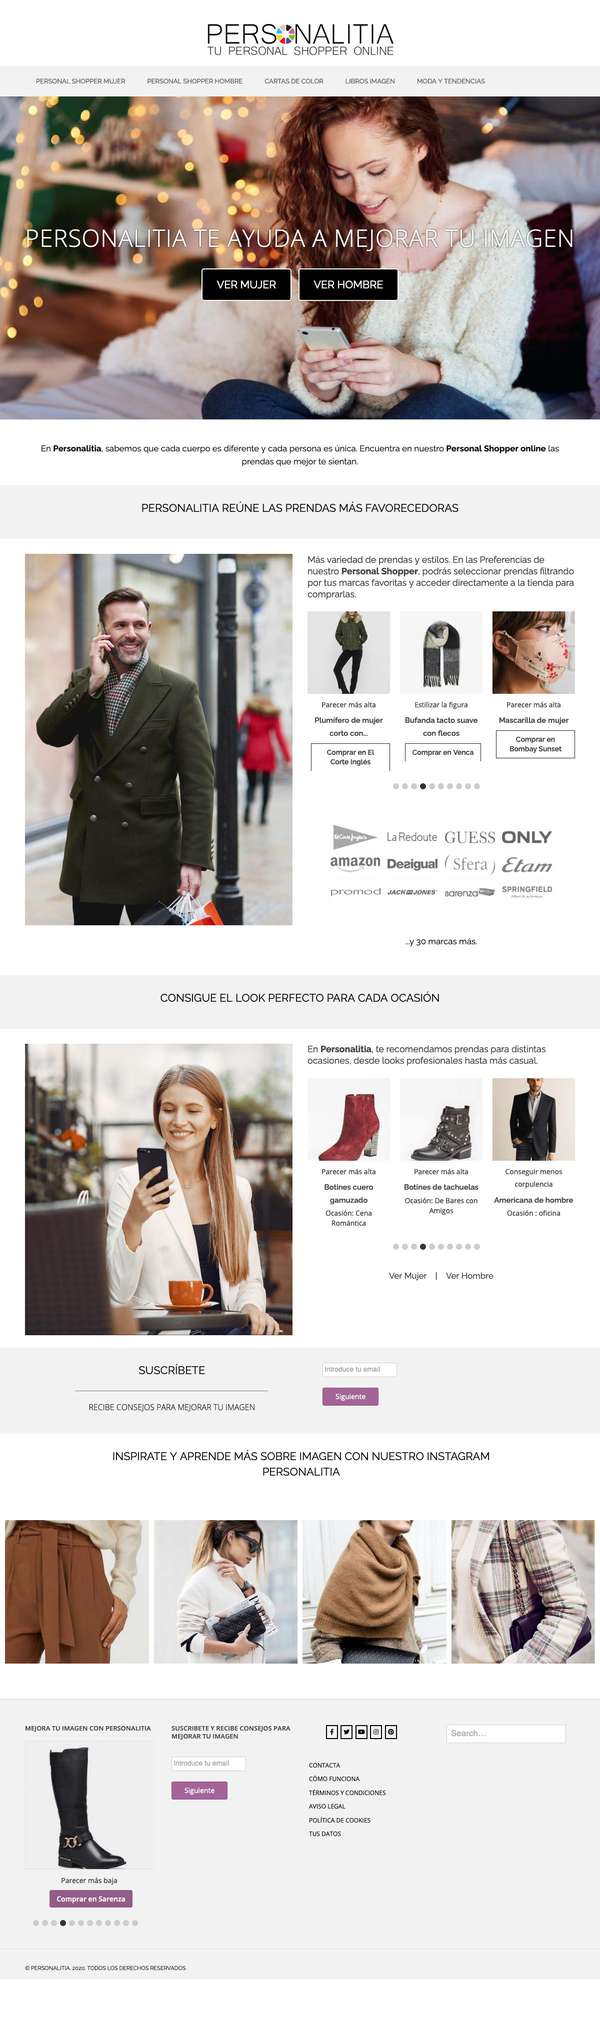 PERSONALITIA
TU PERSONAL SHOPPER ONLINE
PERSONAL SHOPPER MUJER
PERSONAL SHOPPER HOMBRE
CARTAS DE COLOR
LIBROS IMAGEN
MODA Y TENDENCIAS
PERSONALITIA TE AYUDA A MEJORAR TU IMAGEN
VER MUJER
VER HOMBRE
En Personalitia, sabemos que cada cuerpo es diferente y cada persona es única. Encuentra en nuestro Personal Shopper online las
prendas que mejor te sientan.
PERSONALITIA REÚNE LAS PRENDAS MÁS FAVORECEDORAS
Más variedad de prendas y estilos. En las Preferencias de
nuestro Personal Shopper, podrás seleccionar prendas filtrando
por tus marcas favoritas y acceder directamente a la tienda para
comprarlas.
Parecer más alta
Plumífero de mujer
corto con...
Comprar en El
Corte Inglés
Estilizar la figura
Bufanda tacto suave
con flecos
Comprar en Venca
Parecer más alta
Mascarilla de mujer
Comprar en
Bombay Sunset
El Corte Inglés
La Redoute
GUESS
ONLY
amazon
Desigual
Sfera
Etam
promod
JACK & JONES
sarenza
SPRINGFIELD
...y 30 marcas más.
CONSIGUE EL LOOK PERFECTO PARA CADA OCASIÓN
En Personalitia, te recomendamos prendas para distintas
ocasiones, desde looks profesionales hasta más casual.
Parecer más alta
Botines cuero
gamuzado
Ocasión: Cena
Romántica
Parecer más alta
Botines de tachuelas
Ocasión: De Bares con
Amigos
Conseguir menos
corpulencia
Americana de hombre
Ocasión : oficina
Ver Mujer | Ver Hombre
SUSCRÍBETE
RECIBE CONSEJOS PARA MEJORAR TU IMAGEN
Introduce tu email
Siguiente
INSPIRATE Y APRENDE MÁS SOBRE IMAGEN CON NUESTRO INSTAGRAM
PERSONALITIA
MEJORA TU IMAGEN CON PERSONALITIA
Parecer más baja
Comprar en Sarenza
SUSCRIBETE Y RECIBE CONSEJOS PARA
MEJORAR TU IMAGEN
Introduce tu email
Siguiente
CONTACTA
CÓMO FUNCIONA
TÉRMINOS Y CONDICIONES
AVISO LEGAL
POLÍTICA DE COOKIES
TUS DATOS
Search...
© PERSONALITIA. 2020. TODOS LOS DERECHOS RESERVADOS